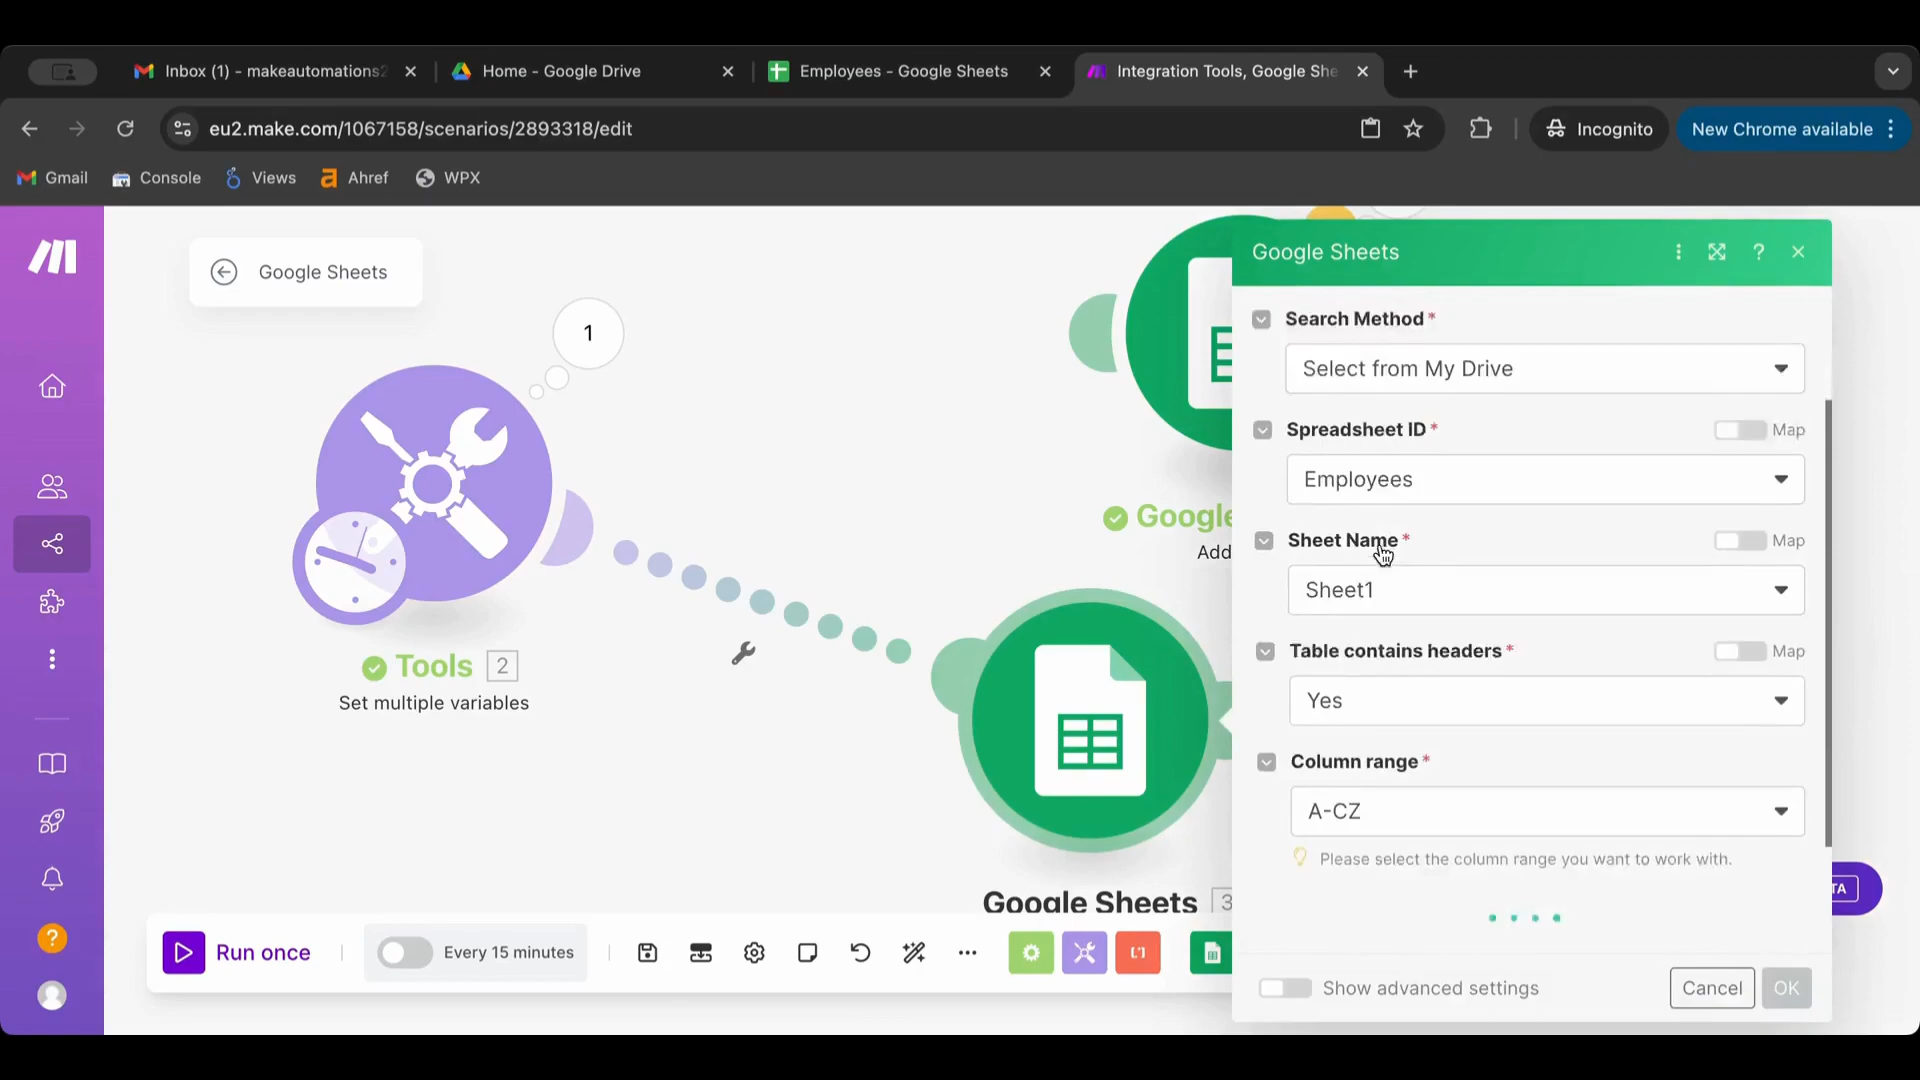 Inbox (1) - makeautomations2
Home - Google Drive
Employees - Google Sheets
Integration Tools, Google She
eu2.make.com/1067158/scenarios/2893318/edit
Incognito
New Chrome available
Gmail
Console
Views
Ahref
WPX
Google Sheets
1
Tools 2
Set multiple variables
Google
Add
Google Sheets 3
Google Sheets
Search Method *
Select from My Drive
Spreadsheet ID *
Map
Employees
Sheet Name *
Map
Sheet1
Table contains headers *
Map
Yes
Column range *
A-CZ
Please select the column range you want to work with.
TA
Show advanced settings
Cancel
OK
Run once
Every 15 minutes